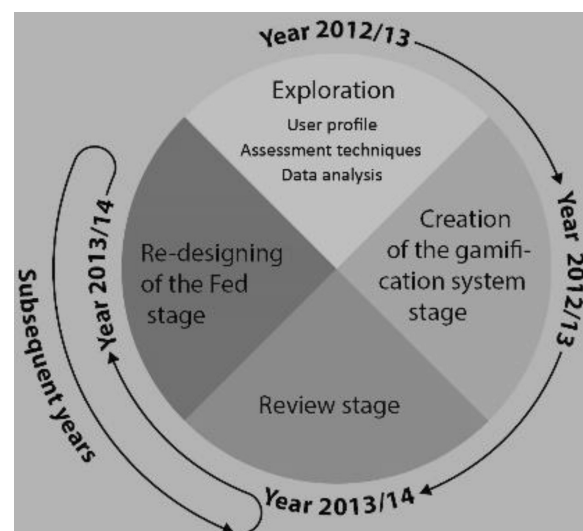 Year 2012/13
Exploration
User profile
Assessment techniques
Data analysis
Year 2012/13
Creation
of the gamifi-
cation system
stage
Review stage
Year 2013/14
Re-designing
of the Fed
stage
Year 2013/14
Subsequent years